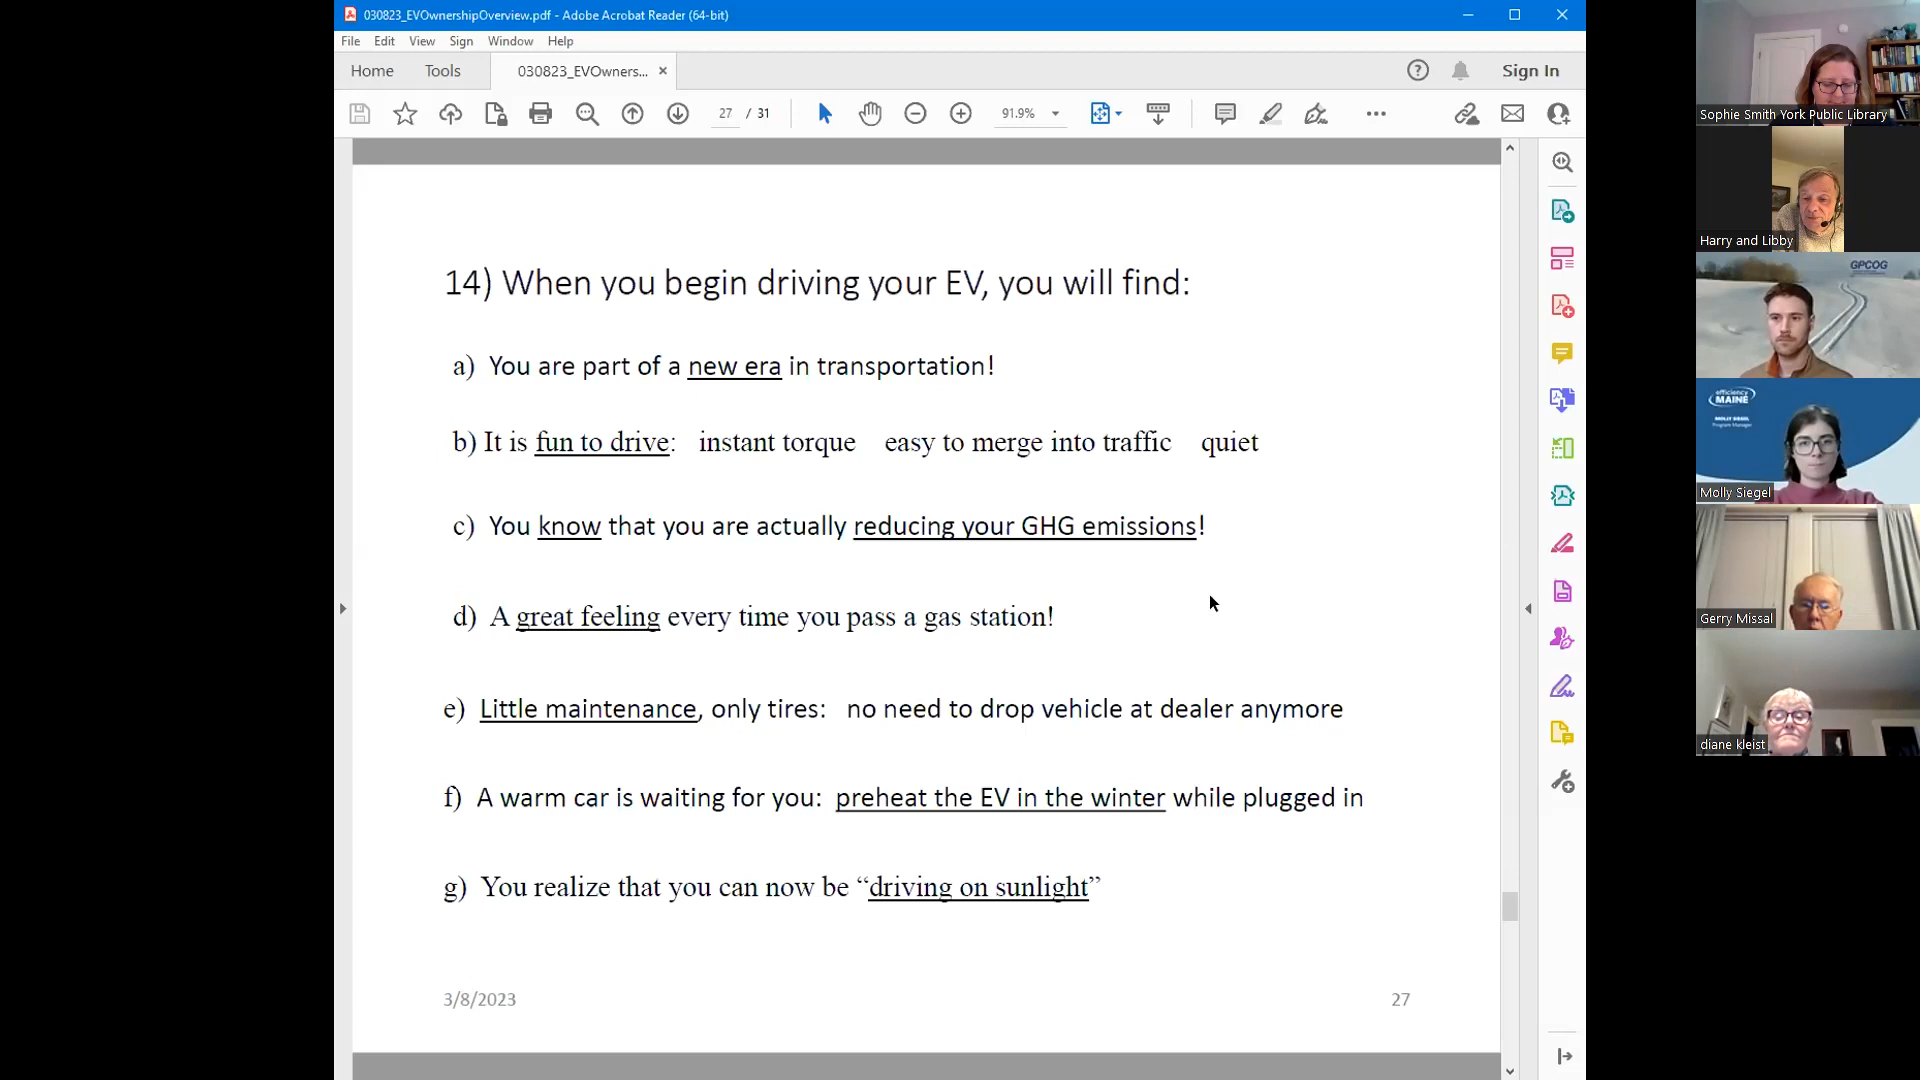 030823_EVOwnershipOverview.pdf - Adobe Acrobat Reader (64-bit)
File Edit View Sign Window Help
Home Tools 030823_EVOwners... × Sign In
27 / 31 91.9%
14) When you begin driving your EV, you will find:
a) You are part of a new era in transportation!
b) It is fun to drive: instant torque easy to merge into traffic quiet
c) You know that you are actually reducing your GHG emissions!
d) A great feeling every time you pass a gas station!
e) Little maintenance, only tires: no need to drop vehicle at dealer anymore
f) A warm car is waiting for you: preheat the EV in the winter while plugged in
g) You realize that you can now be “driving on sunlight”
3/8/2023 27
Sophie Smith York Public Library
Harry and Libby
GPCOG
efficiency
MAINE
MOLLY SIEGEL
Program Manager
Molly Siegel
Gerry Missal
diane kleist